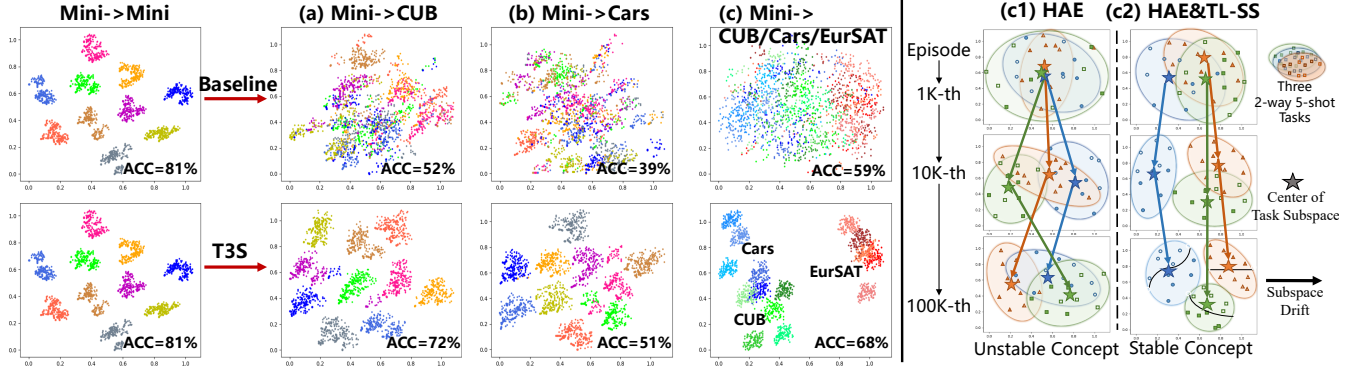 Mini->Mini
(a) Mini->CUB
(b) Mini->Cars
(c) Mini->
CUB/Cars/EurSAT
(c1) HAE
(c2) HAE&TL-SS
Baseline
ACC=81%
ACC=52%
ACC=39%
ACC=59%
T3S
Cars
EurSAT
CUB
ACC=81%
ACC=72%
ACC=51%
ACC=68%
Episode
1K-th
10K-th
100K-th
Three
2-way 5-shot
Tasks
Center of
Task Subspace
Subspace
Drift
Unstable Concept
Stable Concept